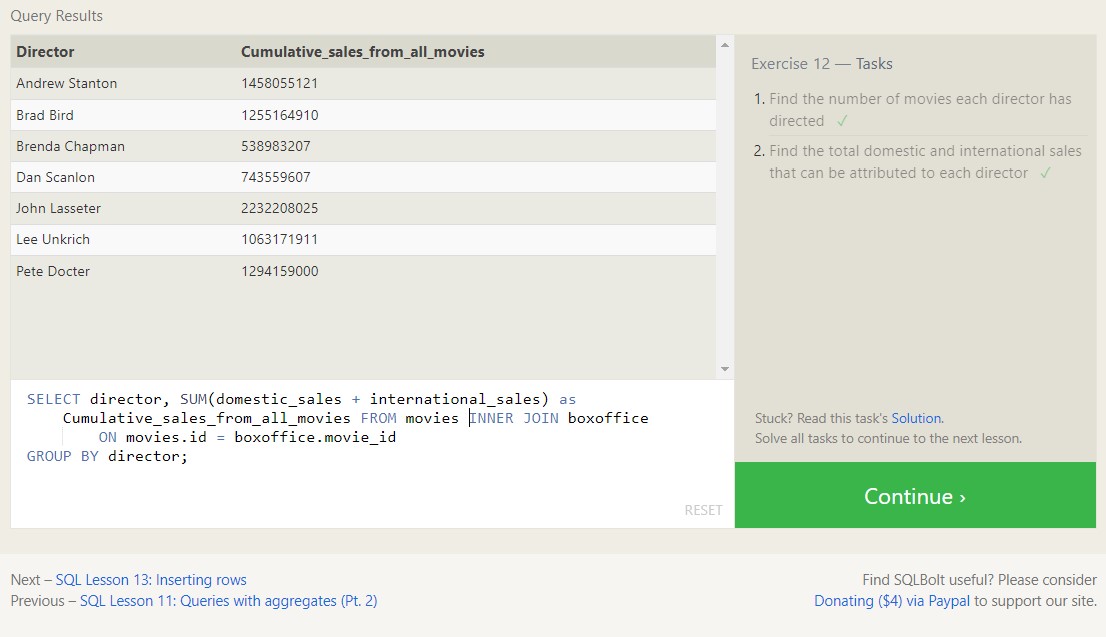 Query Results
Director Cumulative_sales_from_all_movies
Andrew Stanton 1458055121
Brad Bird 1255164910
Brenda Chapman 538983207
Dan Scanlon 743559607
John Lasseter 2232208025
Lee Unkrich 1063171911
Pete Docter 1294159000
SELECT director, SUM(domestic_sales + international_sales) as
Cumulative_sales_from_all_movies FROM movies INNER JOIN boxoffice
ON movies.id = boxoffice.movie_id
GROUP BY director;
RESET
Exercise 12 — Tasks
1. Find the number of movies each director has
directed ✓
2. Find the total domestic and international sales
that can be attributed to each director ✓
Stuck? Read this task's Solution.
Solve all tasks to continue to the next lesson.
Continue ›
Next – SQL Lesson 13: Inserting rows
Previous – SQL Lesson 11: Queries with aggregates (Pt. 2)
Find SQLBolt useful? Please consider
Donating ($4) via Paypal to support our site.